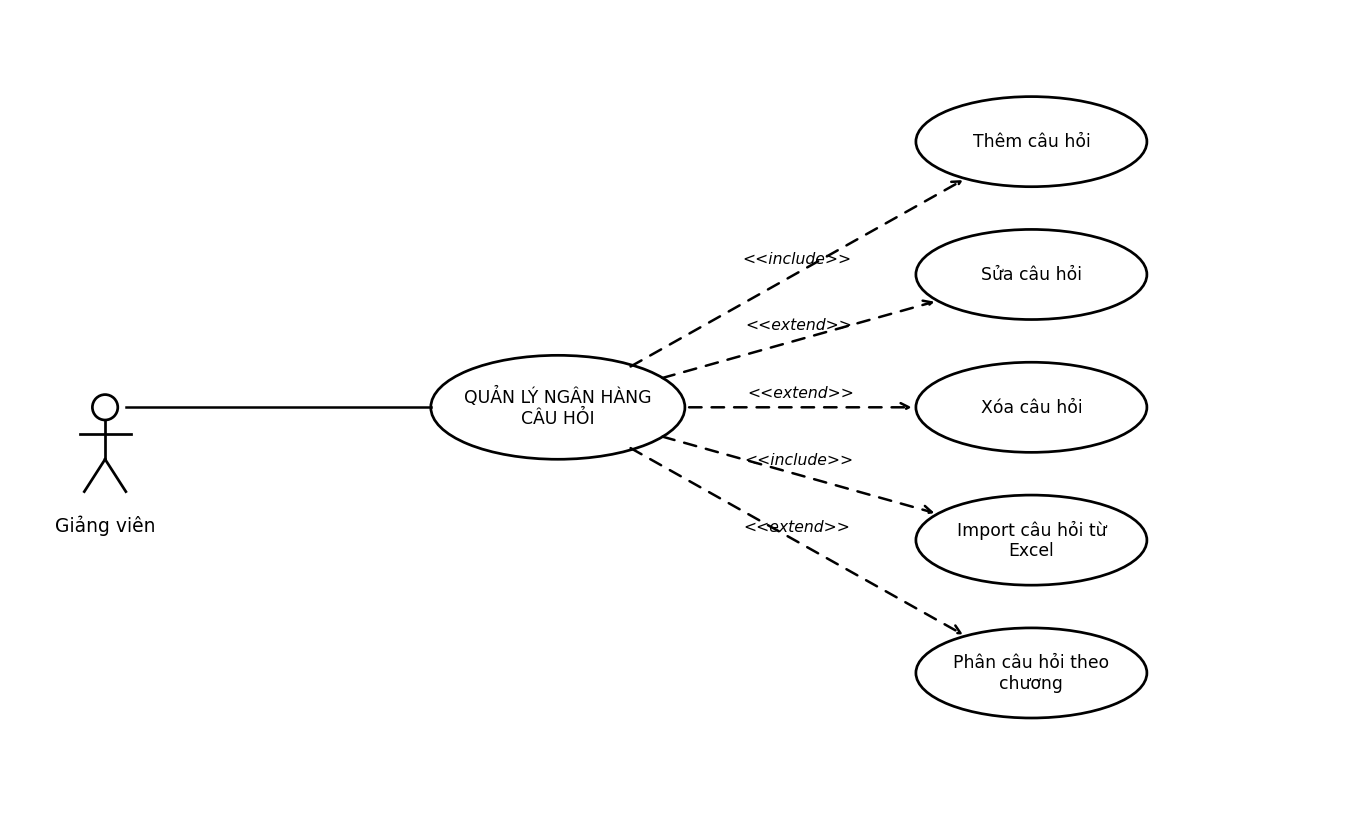 Thêm câu hỏi
<<include>>
Sửa câu hỏi
<<extend>>
<<extend>>
QUẢN LÝ NGÂN HÀNG
CÂU HỎI
Xóa câu hỏi
<<include>>
Giảng viên
<<extend>>
Import câu hỏi từ
Excel
Phân câu hỏi theo
chương